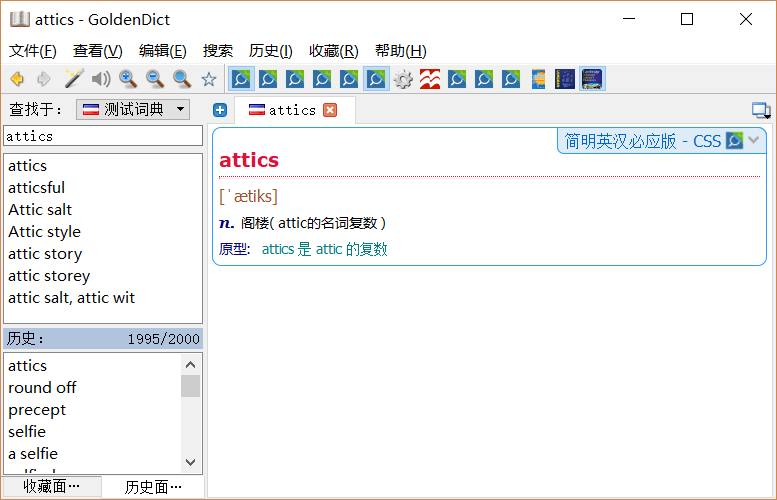 attics - GoldenDict
文件(F) 查看(V) 编辑(E) 搜索 历史(I) 收藏(R) 帮助(H)
查找于： 测试词典
attics
attics
attics
atticsful
Attic salt
Attic style
attic story
attic storey
attic salt, attic wit
历史： 1995/2000
attics
round off
precept
selfie
a selfie
收藏面… 历史面…
简明英汉必应版 - CSS
attics
[ˈætiks]
n. 阁楼( attic的名词复数 )
原型: attics 是 attic 的复数